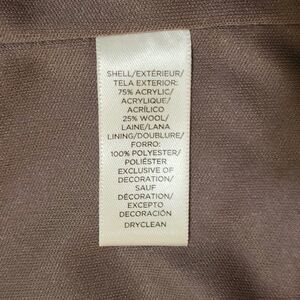 SHELL/EXTÉRIEUR/
TELA EXTERIOR:
75% ACRYLIC/
ACRYLIQUE/
ACRÍLICO
25% WOOL/
LAINE/LANA
LINING/DOUBLURE/
FORRO:
100% POLYESTER/
POLIÉSTER
EXCLUSIVE OF
DECORATION/
SAUF
DÉCORATION/
EXCEPTO
DECORACIÓN
DRYCLEAN